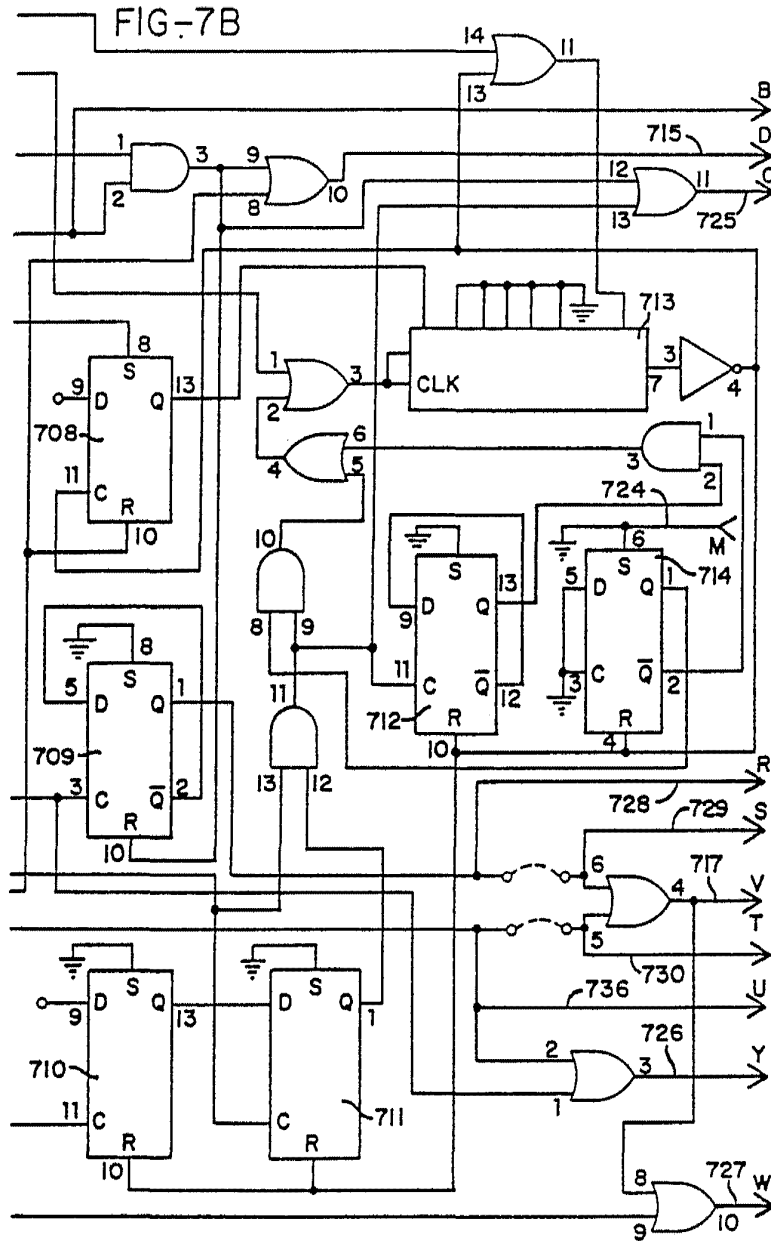 FIG-7B
14 11
13
B
1 3 9 715 D
2 8 10 12 11 C
13 725
713
8
S
9 D Q 13 1 3 CLK 3
708 2 7 4
11 C 4 6 3 1
R 5 2
10 724
10 6 M
S S 714
13 5 D Q 1
D Q
9
8 8 9
S 11 C Q̅ 12 3 C Q̅ 2
5 D Q 1 11 712 R R
709 10 4
3 C Q̅ 2 13 12
R R
10 728 S
729
6
4 717 V
T
5
730
S S
D Q 13 D Q 736 U
9 1
710 2 726 Y
3
11 C C 711 1
R R
10
8 727 W
9 10